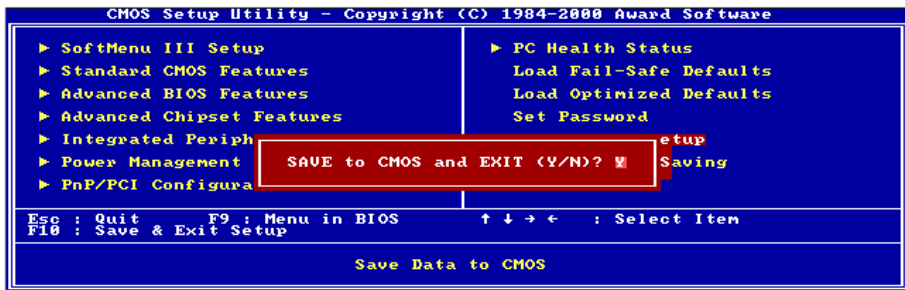 CMOS Setup Utility - Copyright (C) 1984-2000 Award Software
► SoftMenu III Setup
► Standard CMOS Features
► Advanced BIOS Features
► Advanced Chipset Features
► Integrated Periph
► Power Management
► PnP/PCI Configura
► PC Health Status
Load Fail-Safe Defaults
Load Optimized Defaults
Set Password
etup
Saving
SAVE to CMOS and EXIT (Y/N)? Y
Esc : Quit F9 : Menu in BIOS ↑ ↓ → ← : Select Item
F10 : Save & Exit Setup
Save Data to CMOS